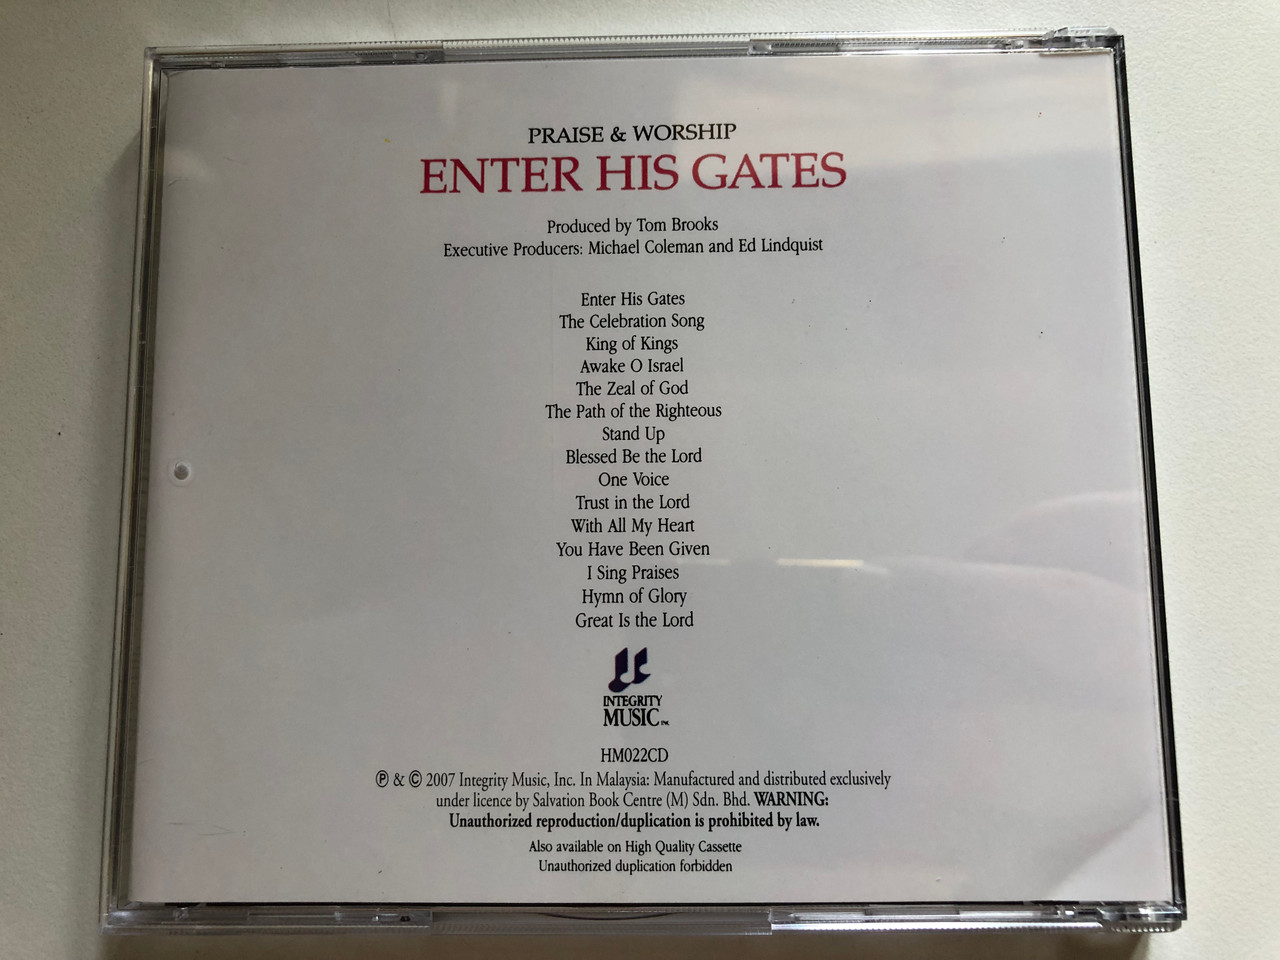 PRAISE & WORSHIP
ENTER HIS GATES
Produced by Tom Brooks
Executive Producers: Michael Coleman and Ed Lindquist
Enter His Gates
The Celebration Song
King of Kings
Awake O Israel
The Zeal of God
The Path of the Righteous
Stand Up
Blessed Be the Lord
One Voice
Trust in the Lord
With All My Heart
You Have Been Given
I Sing Praises
Hymn of Glory
Great Is the Lord
INTEGRITY
MUSIC INC.
HM022CD
℗ & © 2007 Integrity Music, Inc. In Malaysia: Manufactured and distributed exclusively
under licence by Salvation Book Centre (M) Sdn. Bhd. WARNING:
Unauthorized reproduction/duplication is prohibited by law.
Also available on High Quality Cassette
Unauthorized duplication forbidden